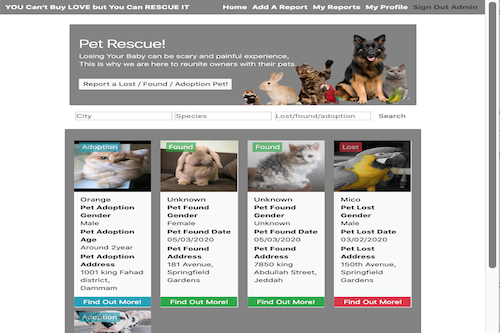 YOU Can't Buy LOVE but You Can RESCUE IT
Home Add A Report My Reports My Profile Sign Out Admin
Pet Rescue!
Losing Your Baby can be scary and painful experience,
This is why we are here to reunite owners with their pets.
Report a Lost / Found / Adoption Pet!
City Species Lost/found/adoption Search
Adoption
Orange
Pet Adoption
Gender
Male
Pet Adoption
Age
Around 2year
Pet Adoption
Address
1001 king Fahad
district,
Dammam
Find Out More!
Found
Unknown
Pet Found
Gender
Female
Pet Found Date
05/03/2020
Pet Found
Address
181 Avenue,
Springfield
Gardens
Find Out More!
Found
Unknown
Pet Found
Gender
Male
Pet Found Date
05/03/2020
Pet Found
Address
7850 king
Abdullah Street,
Jeddah
Find Out More!
Lost
Mico
Pet Lost
Gender
Male
Pet Lost Date
03/02/2020
Pet Lost
Address
150th Avenue,
Springfield
Gardens
Find Out More!
Adoption